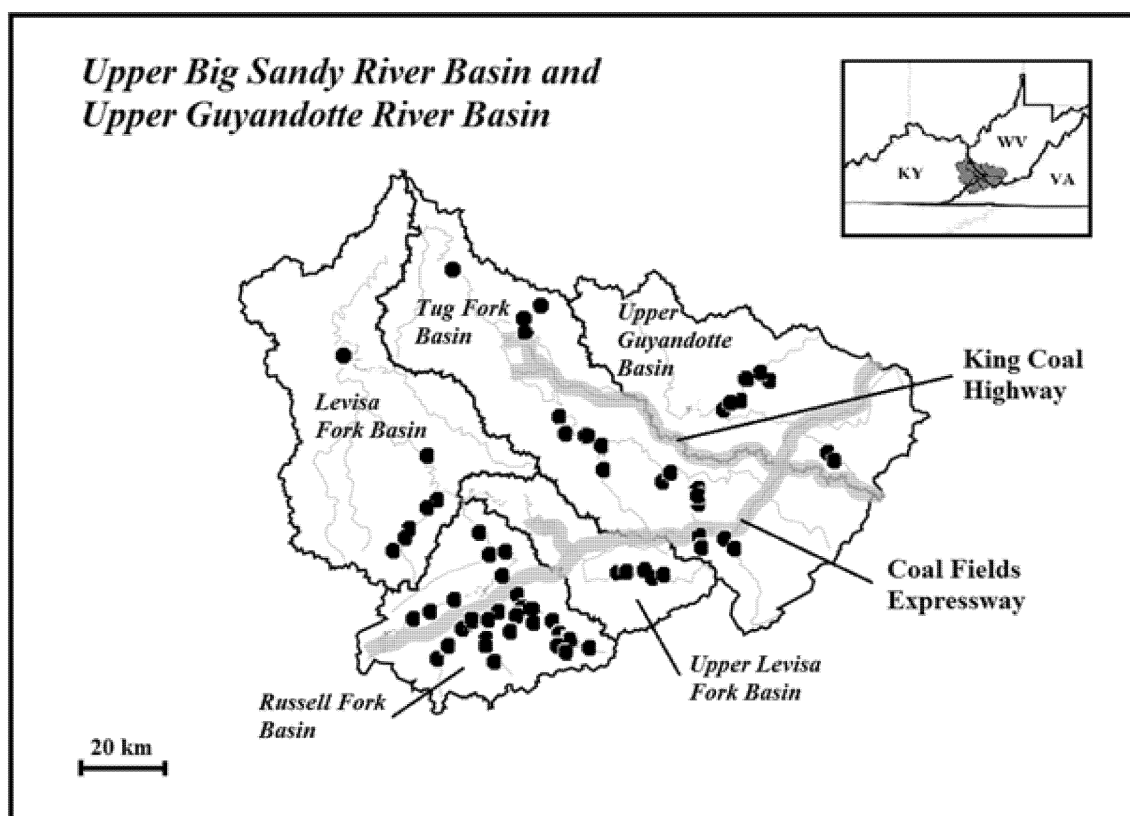 Upper Big Sandy River Basin and
Upper Guyandotte River Basin
WV
KY
VA
Tug Fork
Basin
Upper
Guyandotte
Basin
King Coal
Highway
Levisa
Fork Basin
Coal Fields
Expressway
Upper Levisa
Fork Basin
Russell Fork
Basin
20 km